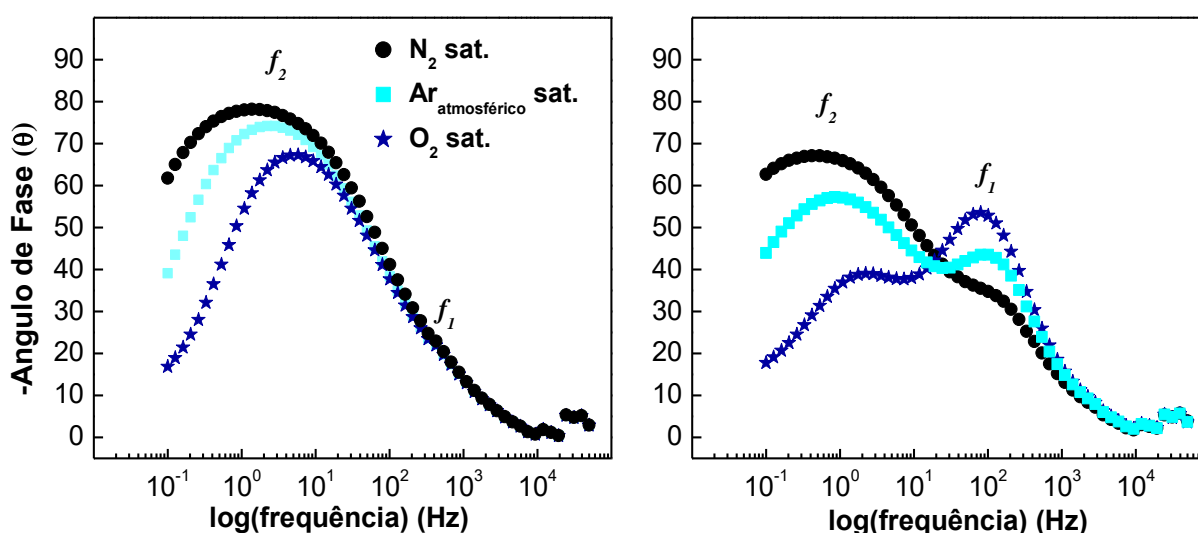 -Angulo de Fase (θ)
90
80
70
60
50
40
30
20
10
0
f2
f1
N2 sat.
Aratmosférico sat.
O2 sat.
10-1 100 101 102 103 104
log(frequência) (Hz)
90
80
70
60
50
40
30
20
10
0
f2
f1
10-1 100 101 102 103 104
log(frequência) (Hz)